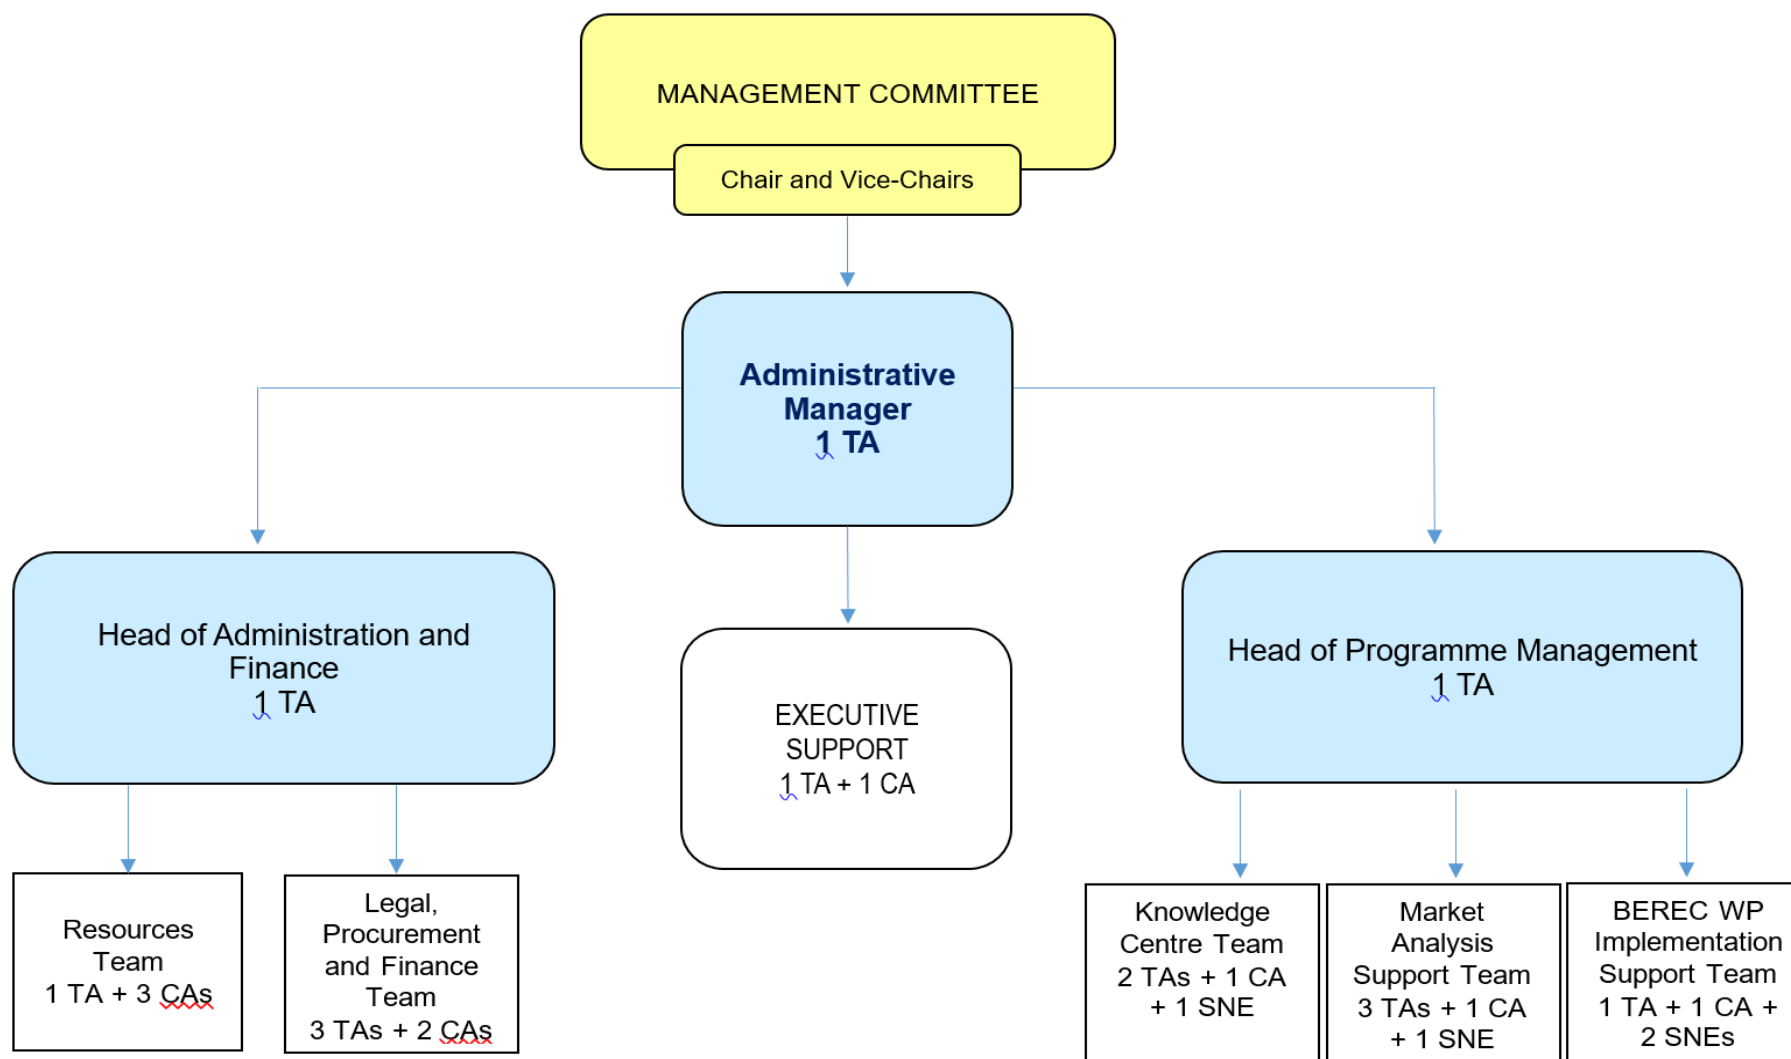 MANAGEMENT COMMITTEE
Chair and Vice-Chairs
Administrative
Manager
1 TA
Head of Administration and
Finance
1 TA
EXECUTIVE
SUPPORT
1 TA + 1 CA
Head of Programme Management
1 TA
Resources
Team
1 TA + 3 CAs
Legal,
Procurement
and Finance
Team
3 TAs + 2 CAs
Knowledge
Centre Team
2 TAs + 1 CA
+ 1 SNE
Market
Analysis
Support Team
3 TAs + 1 CA
+ 1 SNE
BEREC WP
Implementation
Support Team
1 TA + 1 CA +
2 SNEs